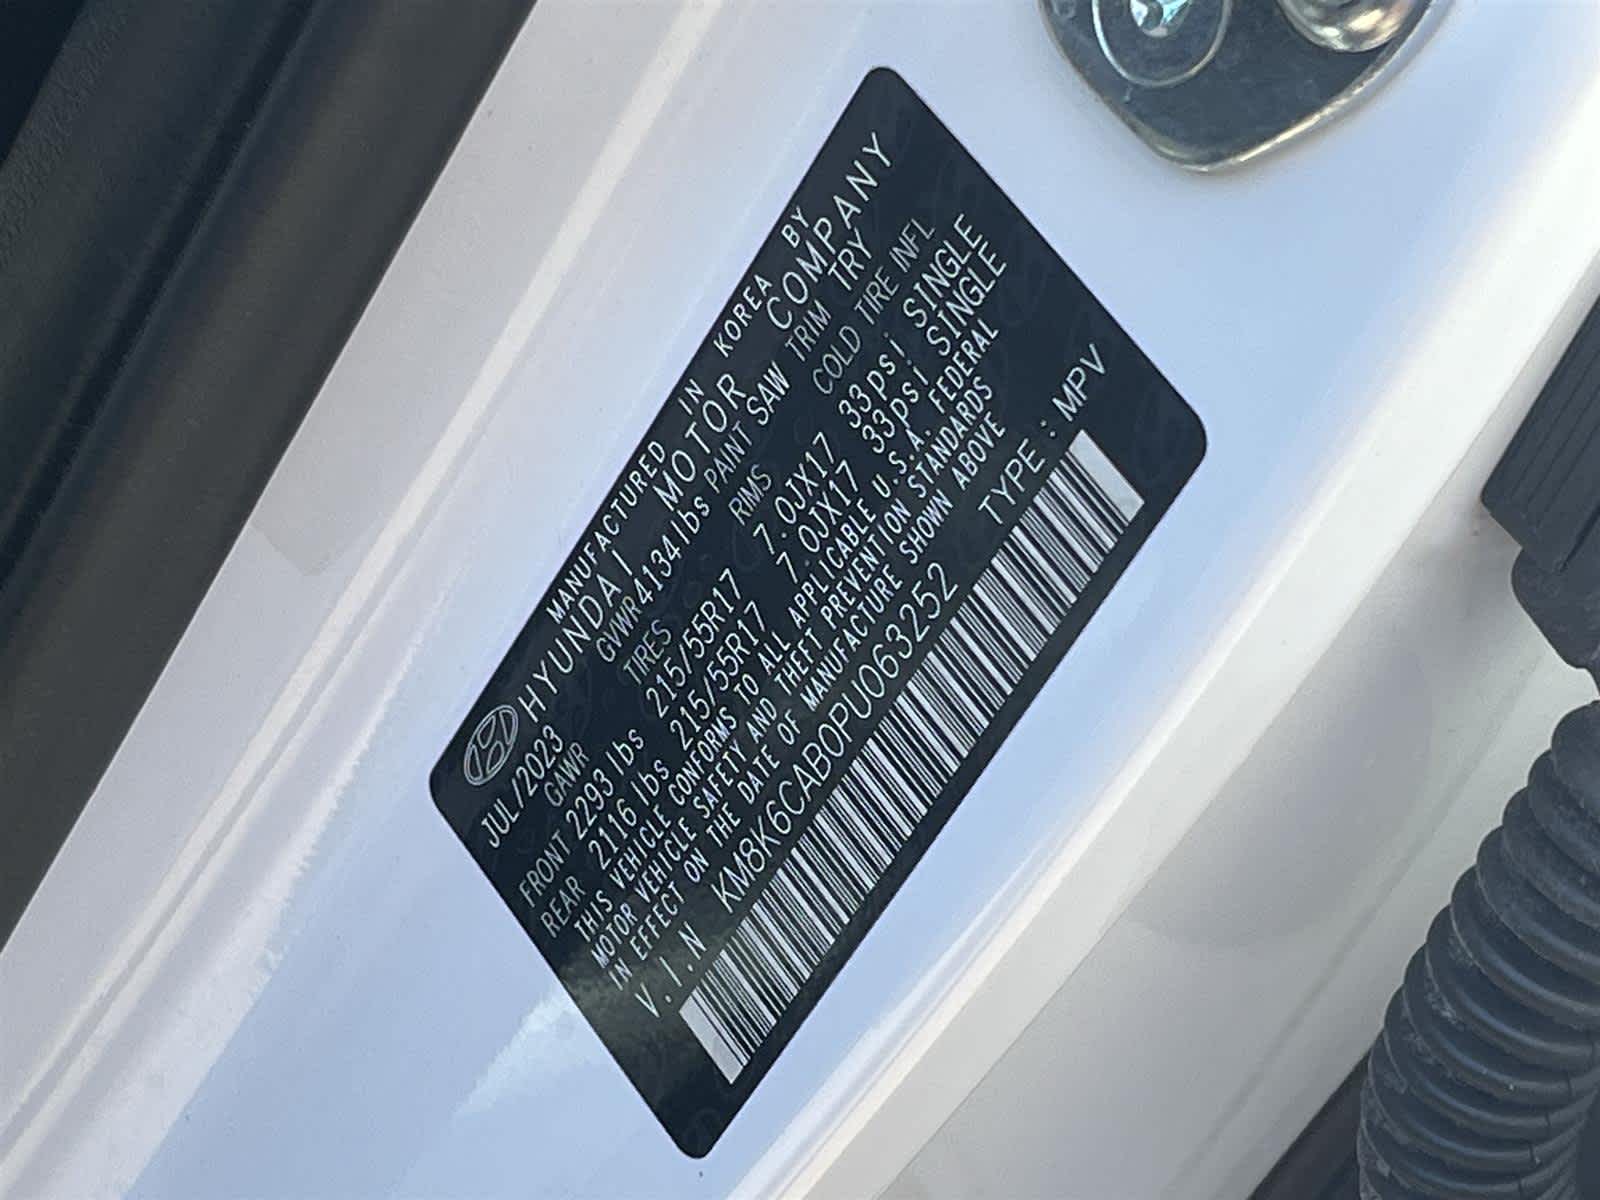 MANUFACTURED IN KOREA BY
HYUNDAI MOTOR COMPANY
JUL/2023 GVWR 4134 lbs PAINT SAW TRIM TRY
GAWR TIRES RIMS COLD TIRE INFL
FRONT 2293 lbs 215/55R17 7.0JX17 33psi SINGLE
REAR 2116 lbs 215/55R17 7.0JX17 33psi SINGLE
THIS VEHICLE CONFORMS TO ALL APPLICABLE U.S.A. FEDERAL
MOTOR VEHICLE SAFETY AND THEFT PREVENTION STANDARDS
IN EFFECT ON THE DATE OF MANUFACTURE SHOWN ABOVE
V.I.N KM8K6CAB0PU063252 TYPE : MPV